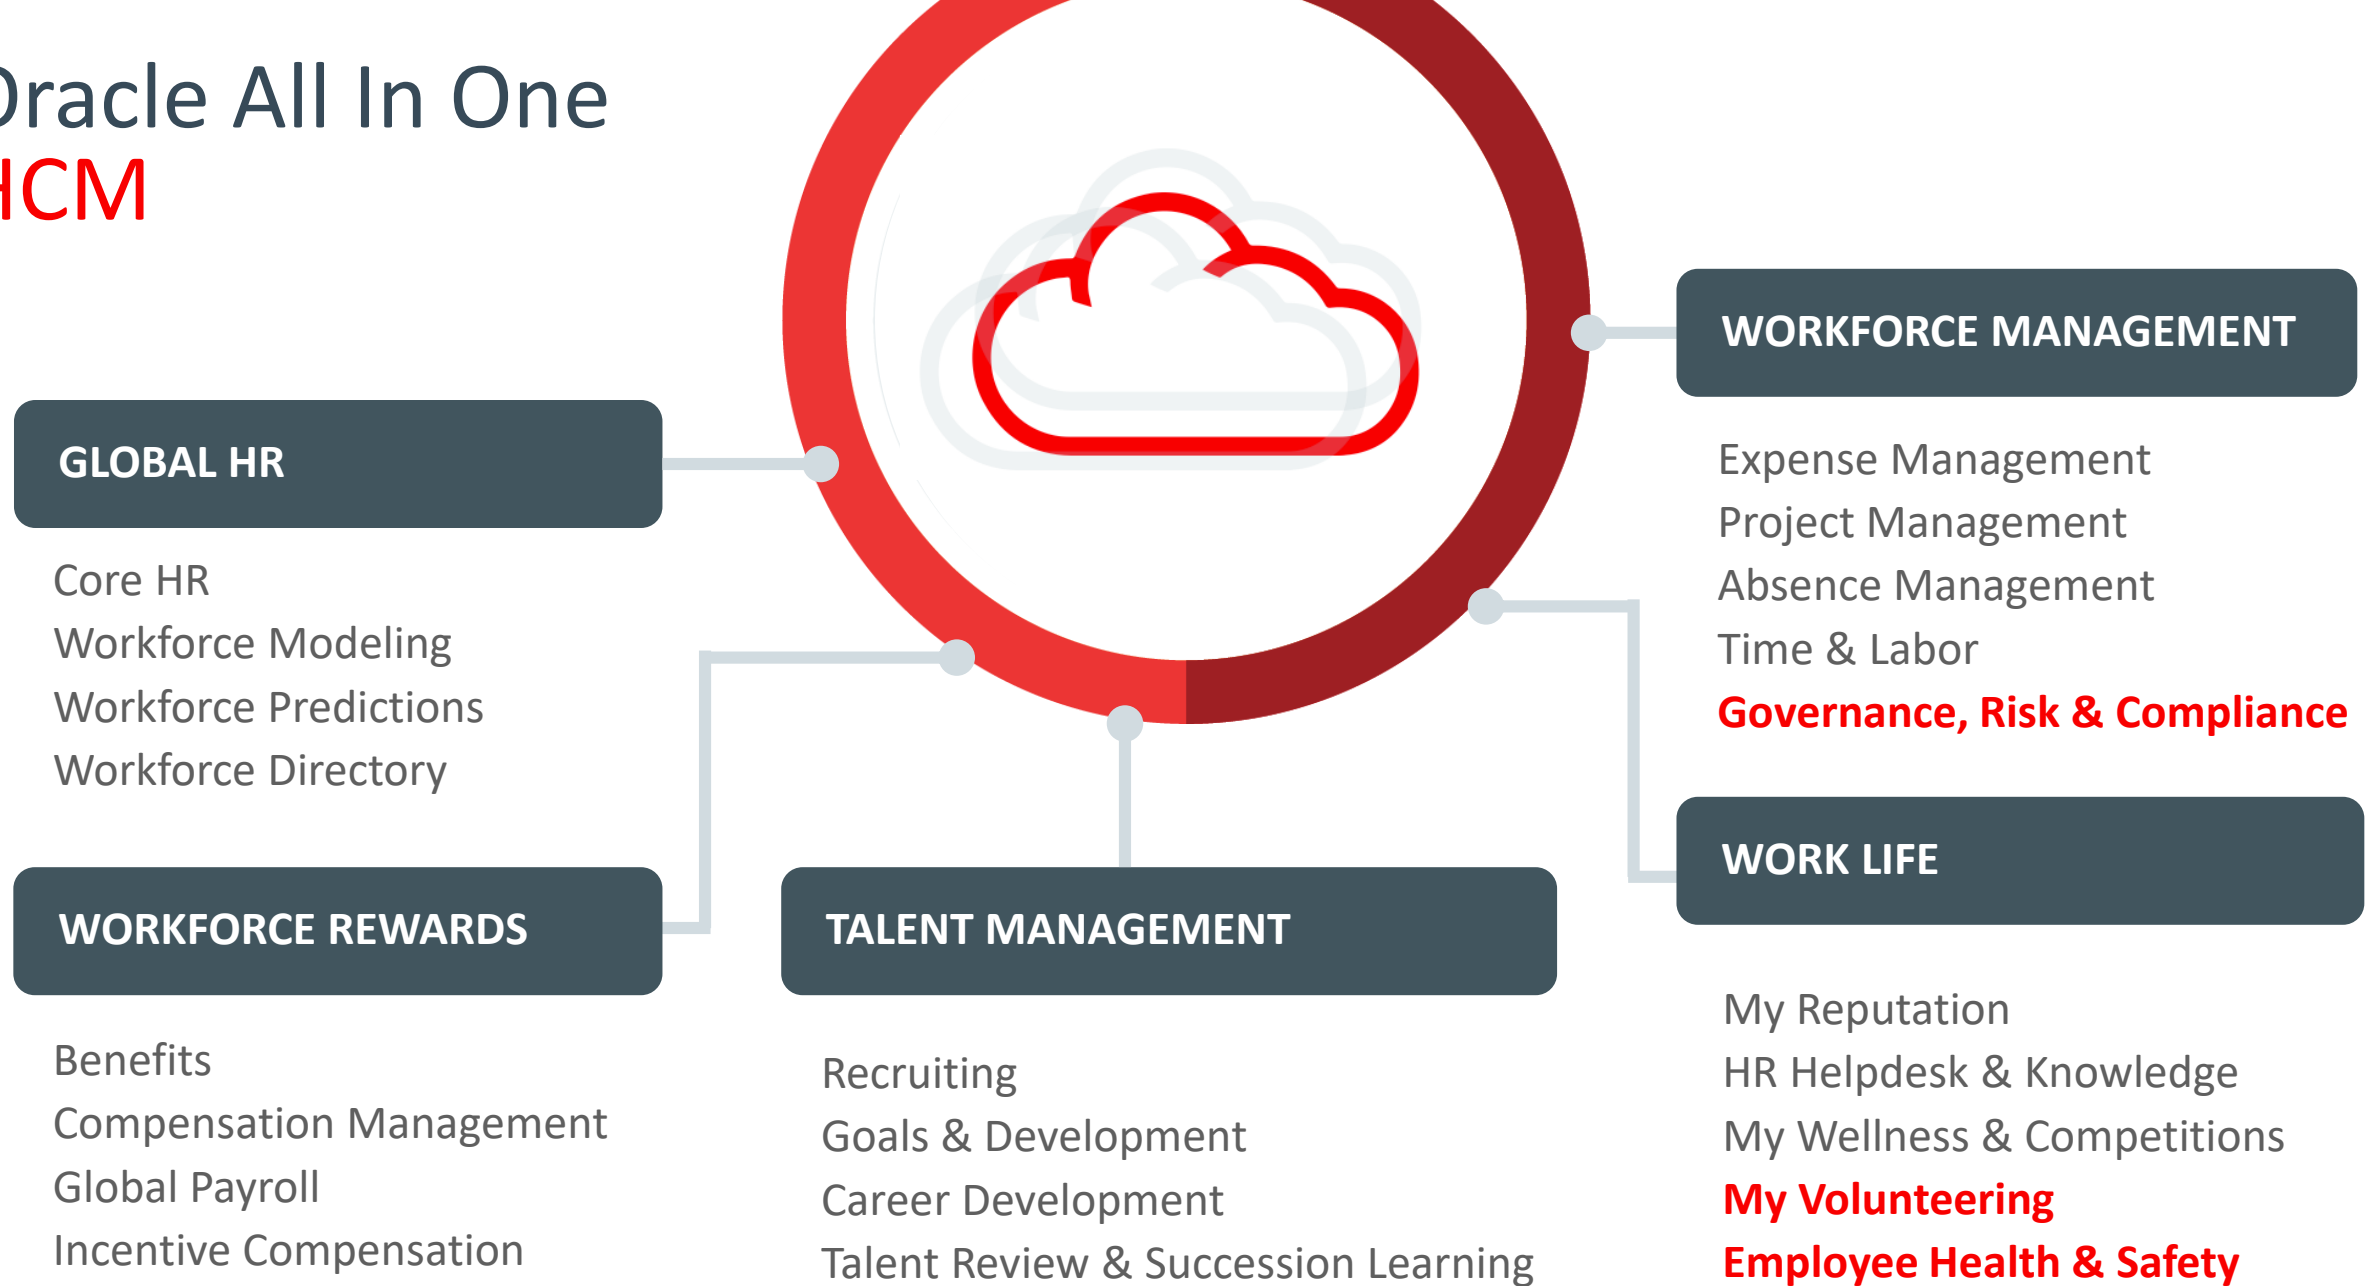 Oracle All In One
HCM
GLOBAL HR
Core HR
Workforce Modeling
Workforce Predictions
Workforce Directory
WORKFORCE REWARDS
Benefits
Compensation Management
Global Payroll
Incentive Compensation
TALENT MANAGEMENT
Recruiting
Goals & Development
Career Development
Talent Review & Succession Learning
WORKFORCE MANAGEMENT
Expense Management
Project Management
Absence Management
Time & Labor
Governance, Risk & Compliance
WORK LIFE
My Reputation
HR Helpdesk & Knowledge
My Wellness & Competitions
My Volunteering
Employee Health & Safety